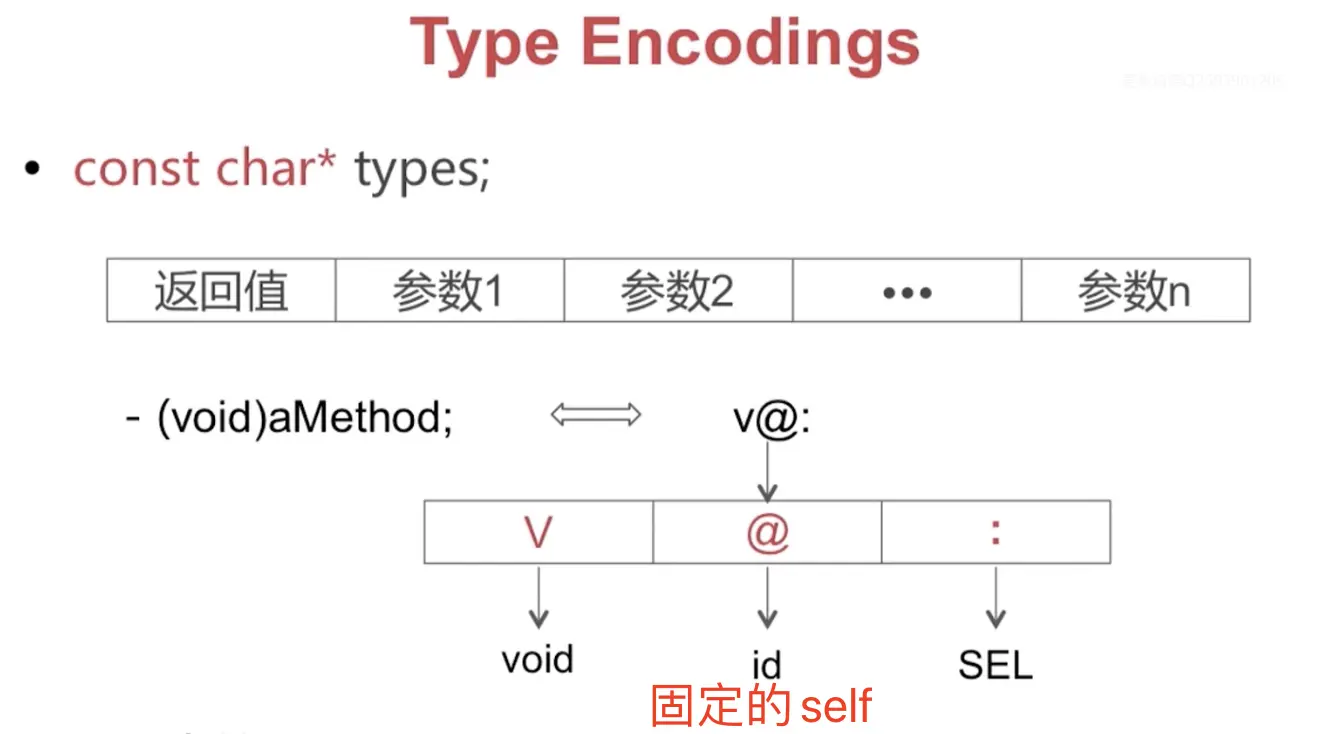 Type Encodings
• const char* types;
返回值 参数1 参数2 ••• 参数n
- (void)aMethod; v@:
V @ :
void id SEL
固定的self